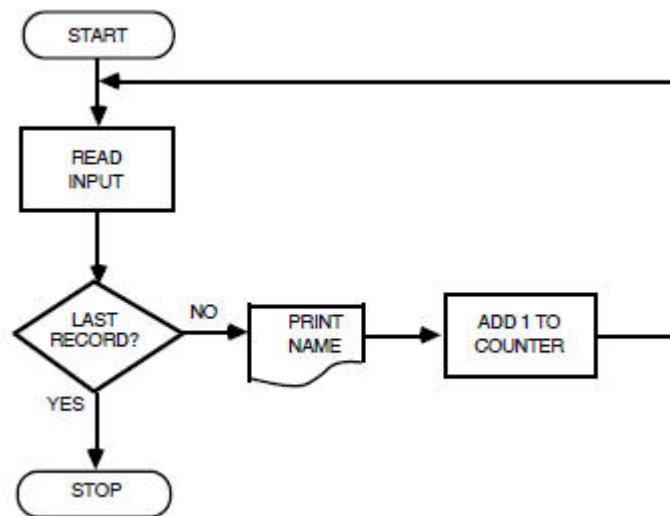 START
READ
INPUT
LAST
RECORD?
NO
PRINT
NAME
ADD 1 TO
COUNTER
YES
STOP